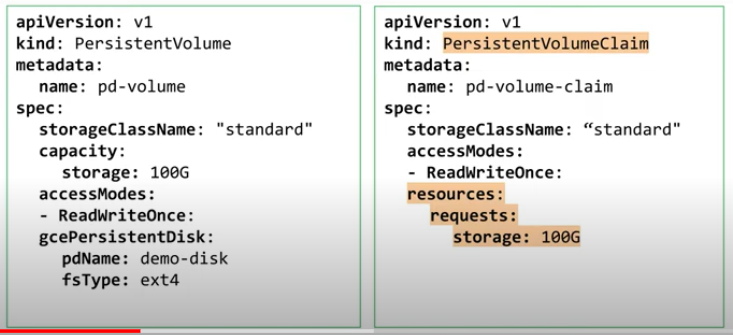 apiVersion: v1
kind: PersistentVolume
metadata:
name: pd-volume
spec:
storageClassName: "standard"
capacity:
storage: 100G
accessModes:
- ReadWriteOnce:
gcePersistentDisk:
pdName: demo-disk
fsType: ext4
apiVersion: v1
kind: PersistentVolumeClaim
metadata:
name: pd-volume-claim
spec:
storageClassName: “standard"
accessModes:
- ReadWriteOnce:
resources:
requests:
storage: 100G